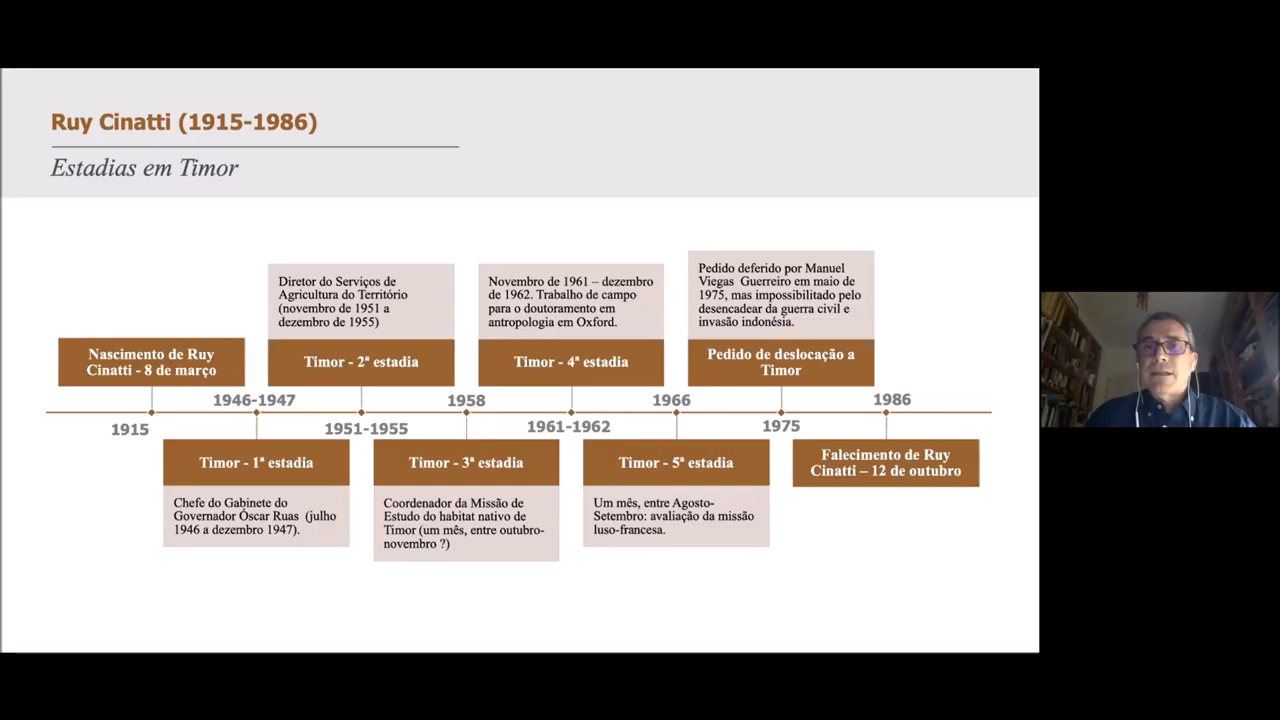 Ruy Cinatti (1915-1986)
Estadias em Timor
Nascimento de Ruy
Cinatti - 8 de março
1915
1946-1947
Timor - 1ª estadia
Chefe do Gabinete do
Governador Óscar Ruas (julho
1946 a dezembro 1947).
Diretor do Serviços de
Agricultura do Território
(novembro de 1951 a
dezembro de 1955)
Timor - 2ª estadia
1951-1955
1958
Timor - 3ª estadia
Coordenador da Missão de
Estudo do habitat nativo de
Timor (um mês, entre outubro-
novembro ?)
Novembro de 1961 – dezembro
de 1962. Trabalho de campo
para o doutoramento em
antropologia em Oxford.
Timor - 4ª estadia
1961-1962
1966
Timor - 5ª estadia
Um mês, entre Agosto-
Setembro: avaliação da missão
luso-francesa.
Pedido deferido por Manuel
Viegas Guerreiro em maio de
1975, mas impossibilitado pelo
desencadear da guerra civil e
invasão indonésia.
Pedido de deslocação a
Timor
1975
1986
Falecimento de Ruy
Cinatti – 12 de outubro